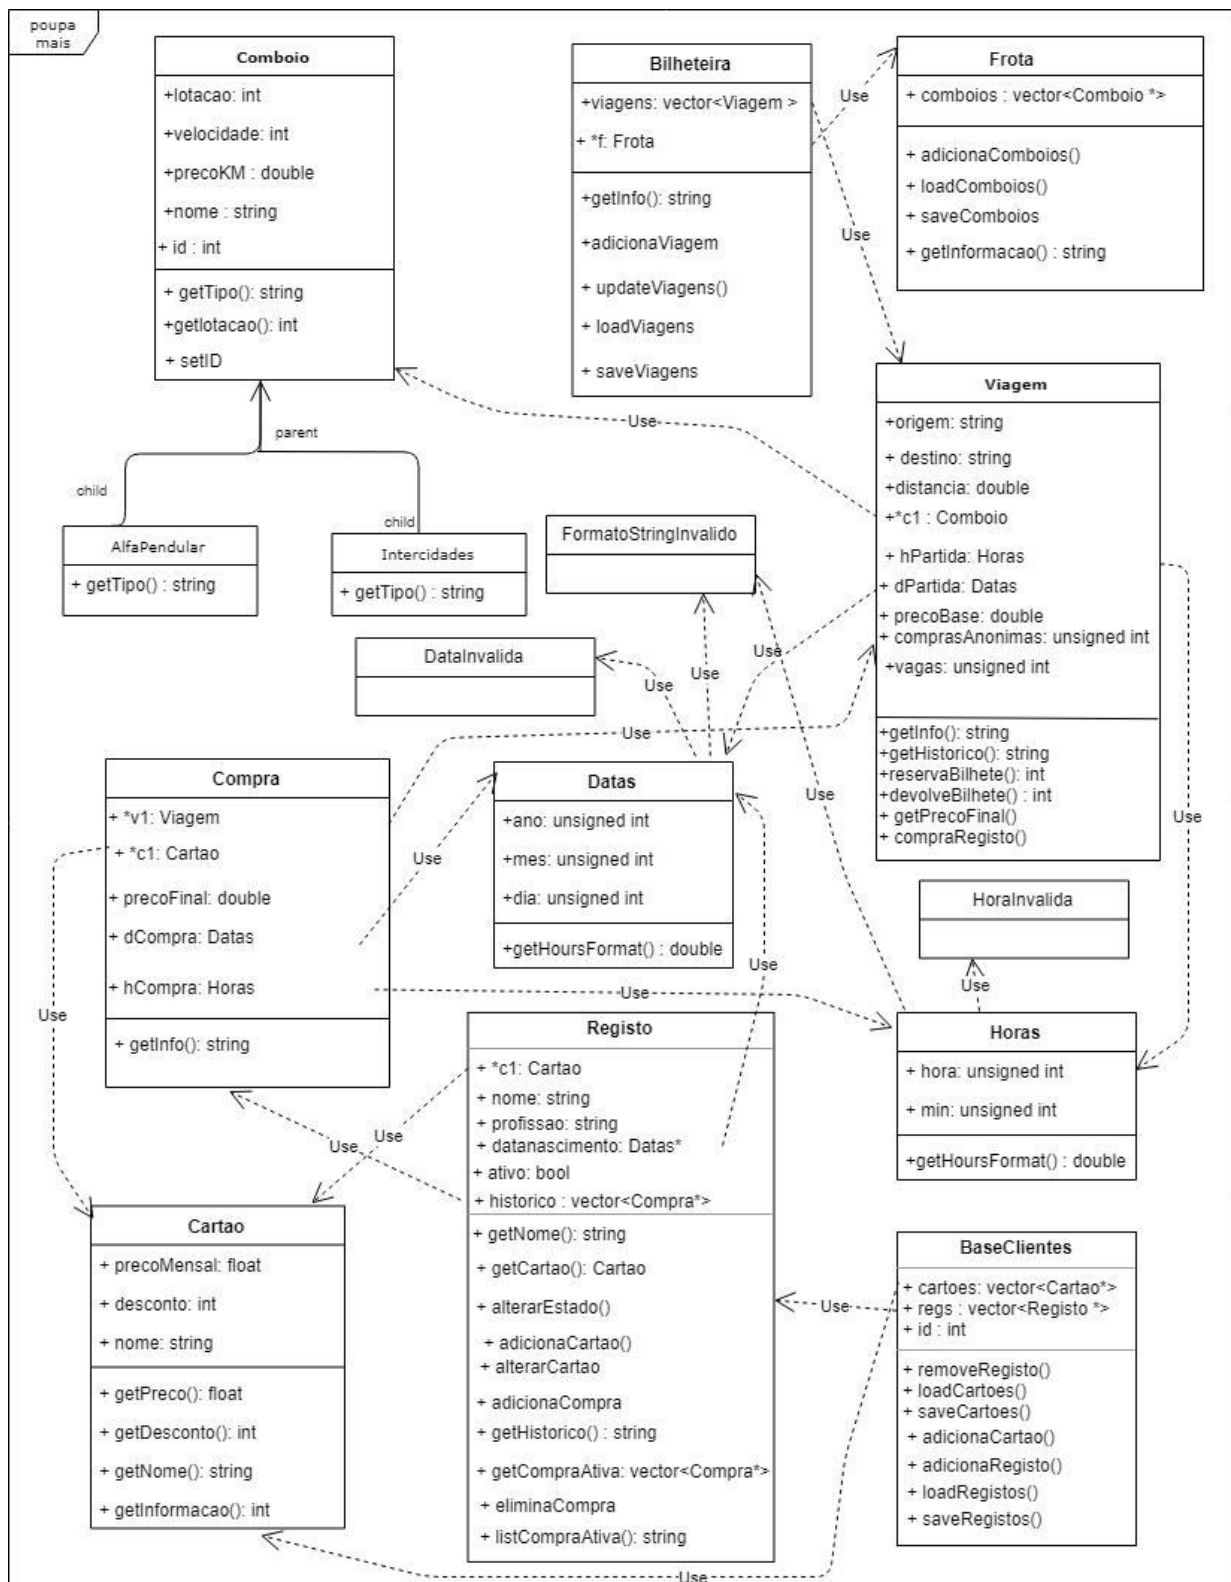 poupa
mais
Comboio
+lotacao: int
+velocidade: int
+precoKM : double
+nome : string
+ id : int
+ getTipo(): string
+getlotacao(): int
+ setID
Bilheteira
+viagens: vector<Viagem >
+ *f: Frota
+getInfo(): string
+adicionaViagem
+ updateViagens()
+ loadViagens
+ saveViagens
Use
Frota
+ comboios : vector<Comboio *>
+ adicionaComboios()
+ loadComboios()
+ saveComboios
+ getInformacao() : string
Use
Use
parent
child
child
AlfaPendular
+ getTipo() : string
Intercidades
+ getTipo() : string
Viagem
+origem: string
+ destino: string
+distancia: double
+*c1 : Comboio
+ hPartida: Horas
+ dPartida: Datas
+ precoBase: double
+ comprasAnonimas: unsigned int
+vagas: unsigned int
+getInfo(): string
+getHistorico(): string
+reservaBilhete(): int
+devolveBilhete() : int
+ getPrecoFinal()
+ compraRegisto()
FormatoStringInvalido
DataInvalida
Use
Use
Use
Use
Use
Use
Compra
+ *v1: Viagem
+ *c1: Cartao
+ precoFinal: double
+ dCompra: Datas
+ hCompra: Horas
+ getInfo(): string
Use
Datas
+ano: unsigned int
+mes: unsigned int
+dia: unsigned int
+getHoursFormat() : double
Use
HoraInvalida
Use
Use
Use
Horas
+ hora: unsigned int
+ min: unsigned int
+getHoursFormat() : double
Registo
+ *c1: Cartao
+ nome: string
+ profissao: string
+ datanascimento: Datas*
+ ativo: bool
+ historico : vector<Compra*>
+ getNome(): string
+ getCartao(): Cartao
+ alterarEstado()
+ adicionaCartao()
+ alterarCartao
+ adicionaCompra
+ getHistorico() : string
+ getCompraAtiva: vector<Compra*>
+ eliminaCompra
+ listCompraAtiva(): string
Use
Use
Cartao
+ precoMensal: float
+ desconto: int
+ nome: string
+ getPreco(): float
+ getDesconto(): int
+ getNome(): string
+ getInformacao(): int
Use
BaseClientes
+ cartoes: vector<Cartao*>
+ regs : vector<Registo *>
+ id : int
+ removeRegisto()
+ loadCartoes()
+ saveCartoes()
+ adicionaCartao()
+ adicionaRegisto()
+ loadRegistos()
+ saveRegistos()
Use